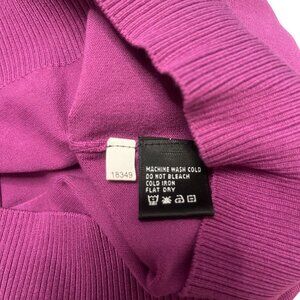 18349
MACHINE WASH COLD
DO NOT BLEACH
COLD IRON
FLAT DRY